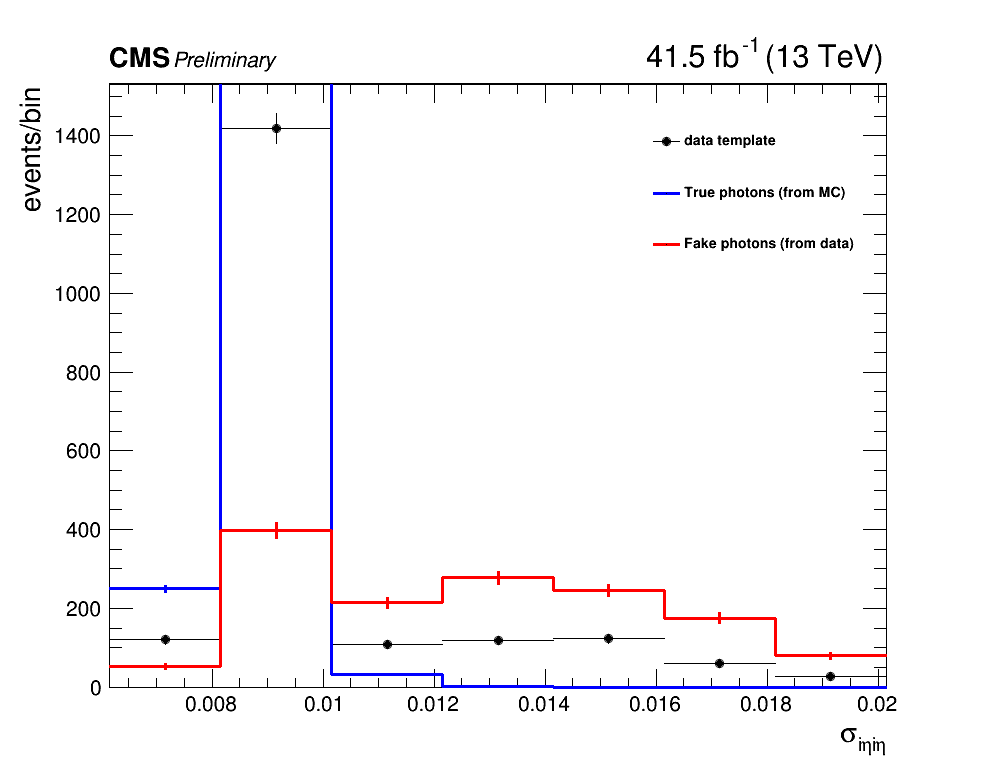 CMS Preliminary 41.5 fb⁻¹ (13 TeV)
events/bin
1400
1200
1000
800
600
400
200
0
data template
True photons (from MC)
Fake photons (from data)
0.008 0.01 0.012 0.014 0.016 0.018 0.02
σiηiη